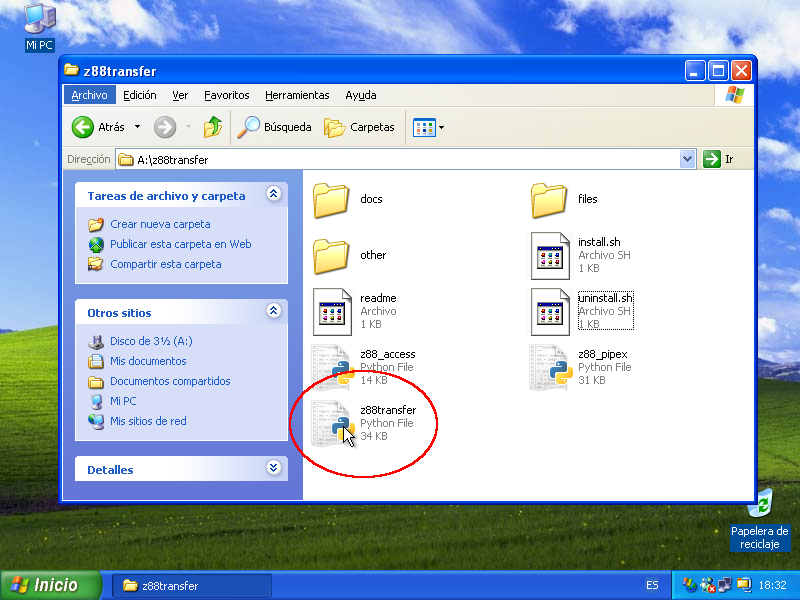 Mi PC
z88transfer
Archivo Edición Ver Favoritos Herramientas Ayuda
Atrás Búsqueda Carpetas
Dirección A:\z88transfer Ir
Tareas de archivo y carpeta
Crear nueva carpeta
Publicar esta carpeta en Web
Compartir esta carpeta
Otros sitios
Disco de 3½ (A:)
Mis documentos
Documentos compartidos
Mi PC
Mis sitios de red
Detalles
docs
files
other
install.sh
Archivo SH
1 KB
readme
Archivo
1 KB
uninstall.sh
Archivo SH
1 KB
z88_access
Python File
14 KB
z88_pipex
Python File
31 KB
z88transfer
Python File
34 KB
Papelera de
reciclaje
Inicio z88transfer ES 18:32